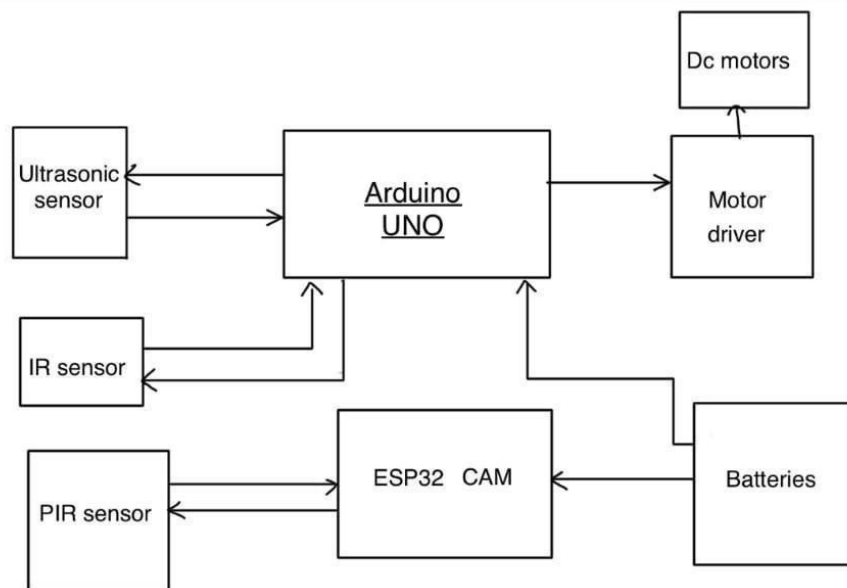 Dc motors
Ultrasonic
sensor
Arduino
UNO
Motor
driver
IR sensor
ESP32 CAM
Batteries
PIR sensor